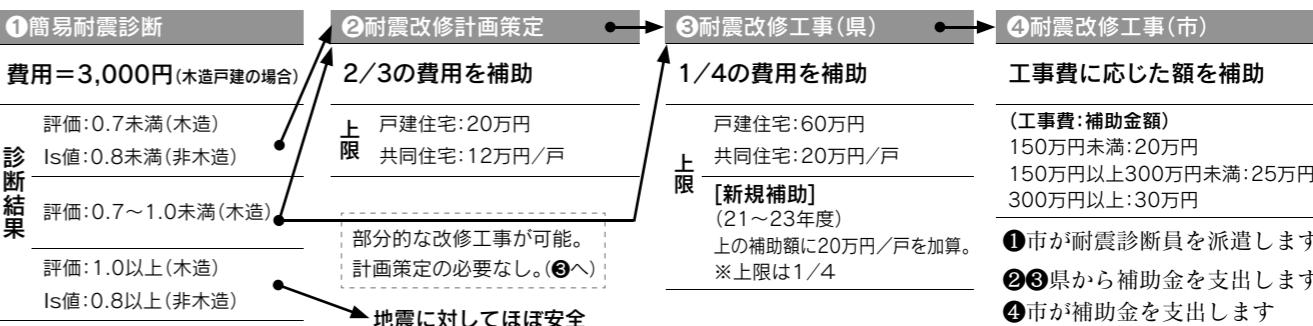 ❶簡易耐震診断
費用=3,000円(木造戸建の場合)
診断結果
評価:0.7未満(木造)
Is値:0.8未満(非木造)
評価:0.7~1.0未満(木造)
評価:1.0以上(木造)
Is値:0.8以上(非木造)
❷耐震改修計画策定
2/3の費用を補助
上限
戸建住宅:20万円
共同住宅:12万円/戸
部分的な改修工事が可能。
計画策定の必要なし。(❸へ)
地震に対してほぼ安全
❸耐震改修工事(県)
1/4の費用を補助
上限
戸建住宅:60万円
共同住宅:20万円/戸
[新規補助]
(21~23年度)
上の補助額に20万円/戸を加算。
※上限は1/4
❹耐震改修工事(市)
工事費に応じた額を補助
(工事費:補助金額)
150万円未満:20万円
150万円以上300万円未満:25万円
300万円以上:30万円
❶市が耐震診断員を派遣します
❷❸県から補助金を支出します
❹市が補助金を支出します